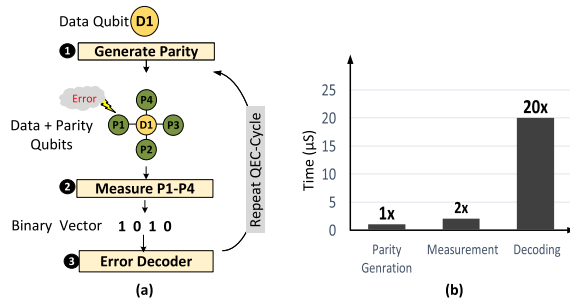 Data Qubit D1
1 Generate Parity
Error
P4
P1 D1 P3
P2
Data + Parity
Qubits
2 Measure P1-P4
Binary Vector 1 0 1 0
3 Error Decoder
Repeat QEC-Cycle
(a)
Time (µS)
25
20
15
10
5
0
1x
2x
20x
Parity
Genration
Measurement
Decoding
(b)